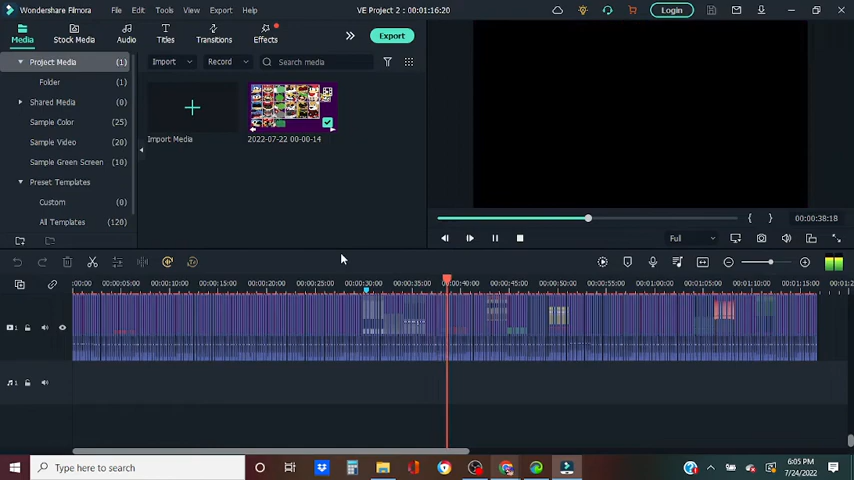 Wondershare Filmora
File
Edit
Tools
View
Export
Help
VE Project 2 : 00:01:16:20
Login
Media
Stock Media
Audio
Titles
Transitions
Effects
Export
Project Media (1)
Folder (1)
Shared Media (0)
Sample Color (25)
Sample Video (20)
Sample Green Screen (10)
Preset Templates
Custom (0)
All Templates (120)
Import
Record
Search media
Import Media
2022-07-22 00-00-14
{ }
00:00:38:18
Full
:00:00 00:00:05:00 00:00:10:00 00:00:15:00 00:00:20:00 00:00:25:00 00:00:30:00 00:00:35:00 00:00:40:00 00:00:45:00 00:00:50:00 00:00:55:00 00:01:00:00 00:01:05:00 00:01:10:00 00:01:15:00 00:01:2
1
1
Type here to search
6:05 PM
7/24/2022